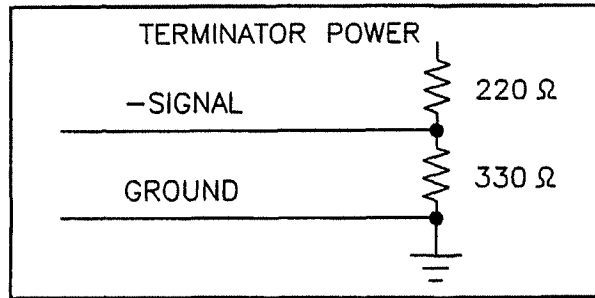 TERMINATOR POWER
220 Ω
-SIGNAL
330 Ω
GROUND